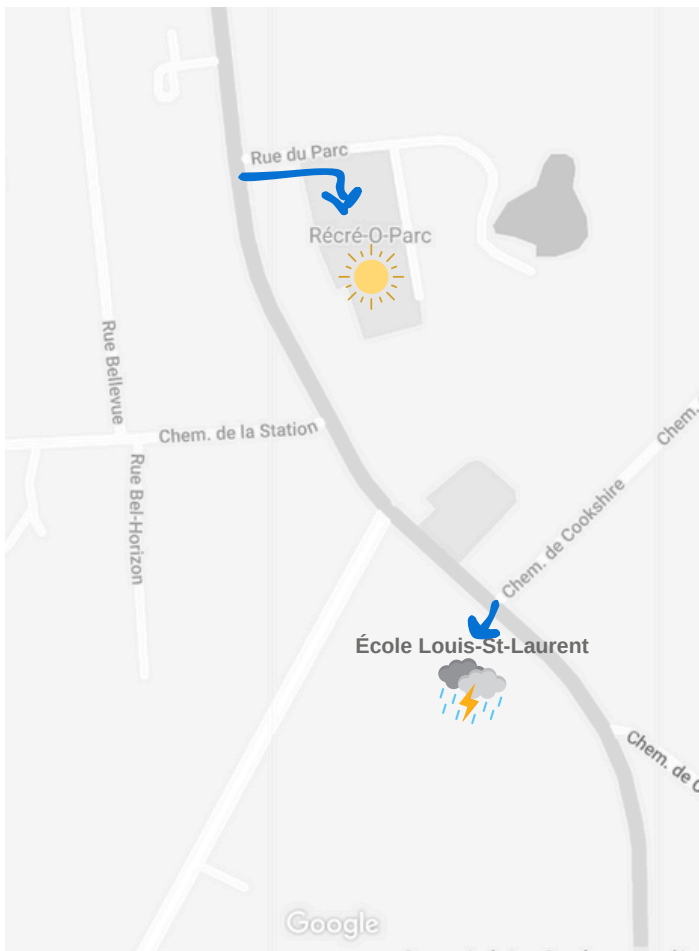 Rue du Parc
Récré-O-Parc
Rue Bellevue
Chem. de la Station
Chem.
Rue Bel-Horizon
Chem. de Cookshire
École Louis-St-Laurent
Chem. de C
Google